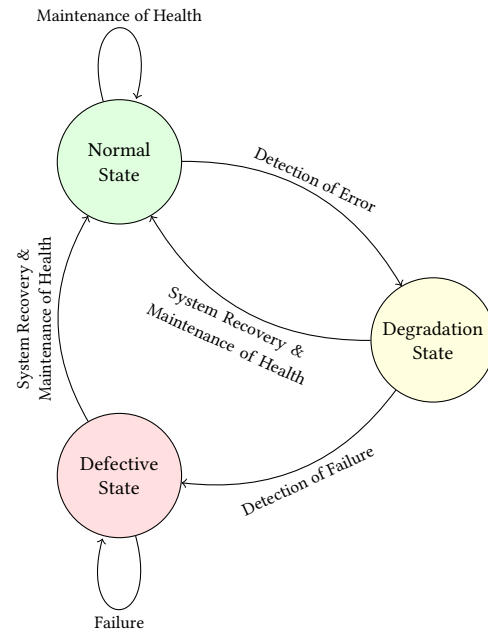 Maintenance of Health
Normal
State
Detection of Error
System Recovery &
Maintenance of Health
System Recovery &
Maintenance of Health
Degradation
State
Defective
State
Detection of Failure
Failure